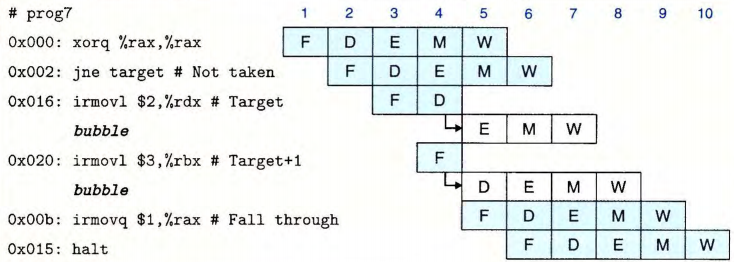 # prog7 1 2 3 4 5 6 7 8 9 10
0x000: xorq %rax,%rax F D E M W
0x002: jne target # Not taken F D E M W
0x016: irmovl $2,%rdx # Target F D
bubble E M W
0x020: irmovl $3,%rbx # Target+1 F
bubble D E M W
0x00b: irmovq $1,%rax # Fall through F D E M W
0x015: halt F D E M W